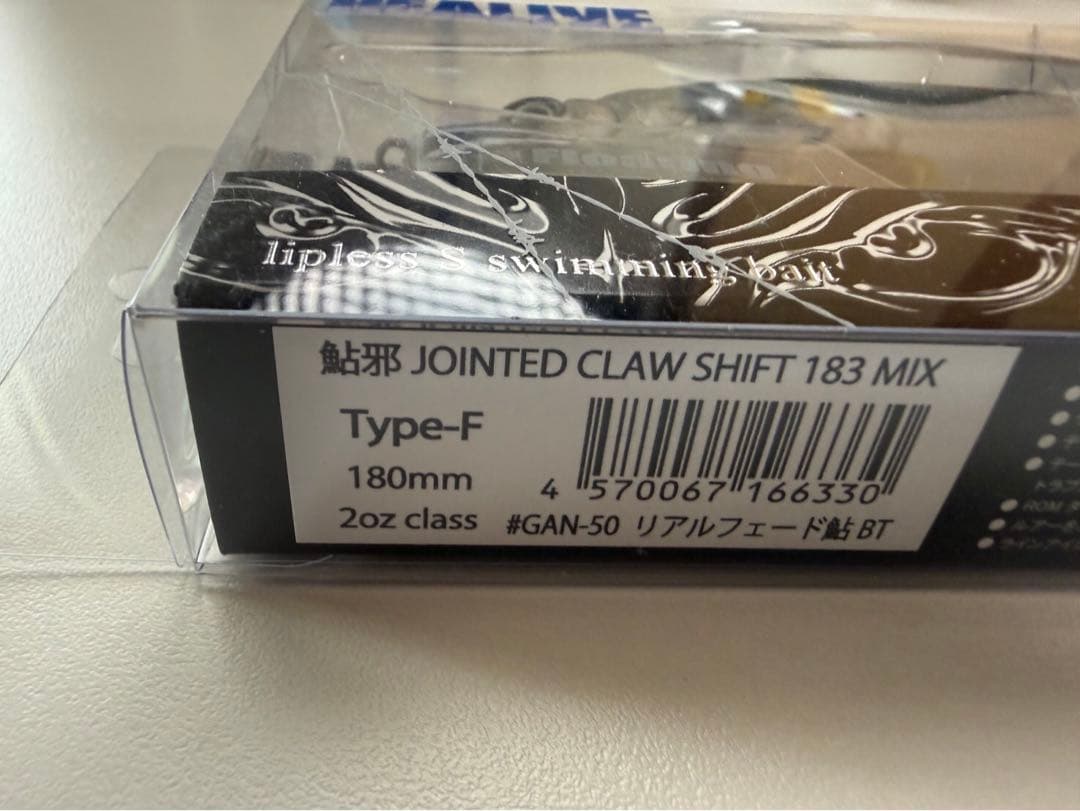 lipless S swimming bait
鮎邪 JOINTED CLAW SHIFT 183 MIX
Type-F
180mm
2oz class
4 570067 166330
#GAN-50 リアルフェード鮎 BT